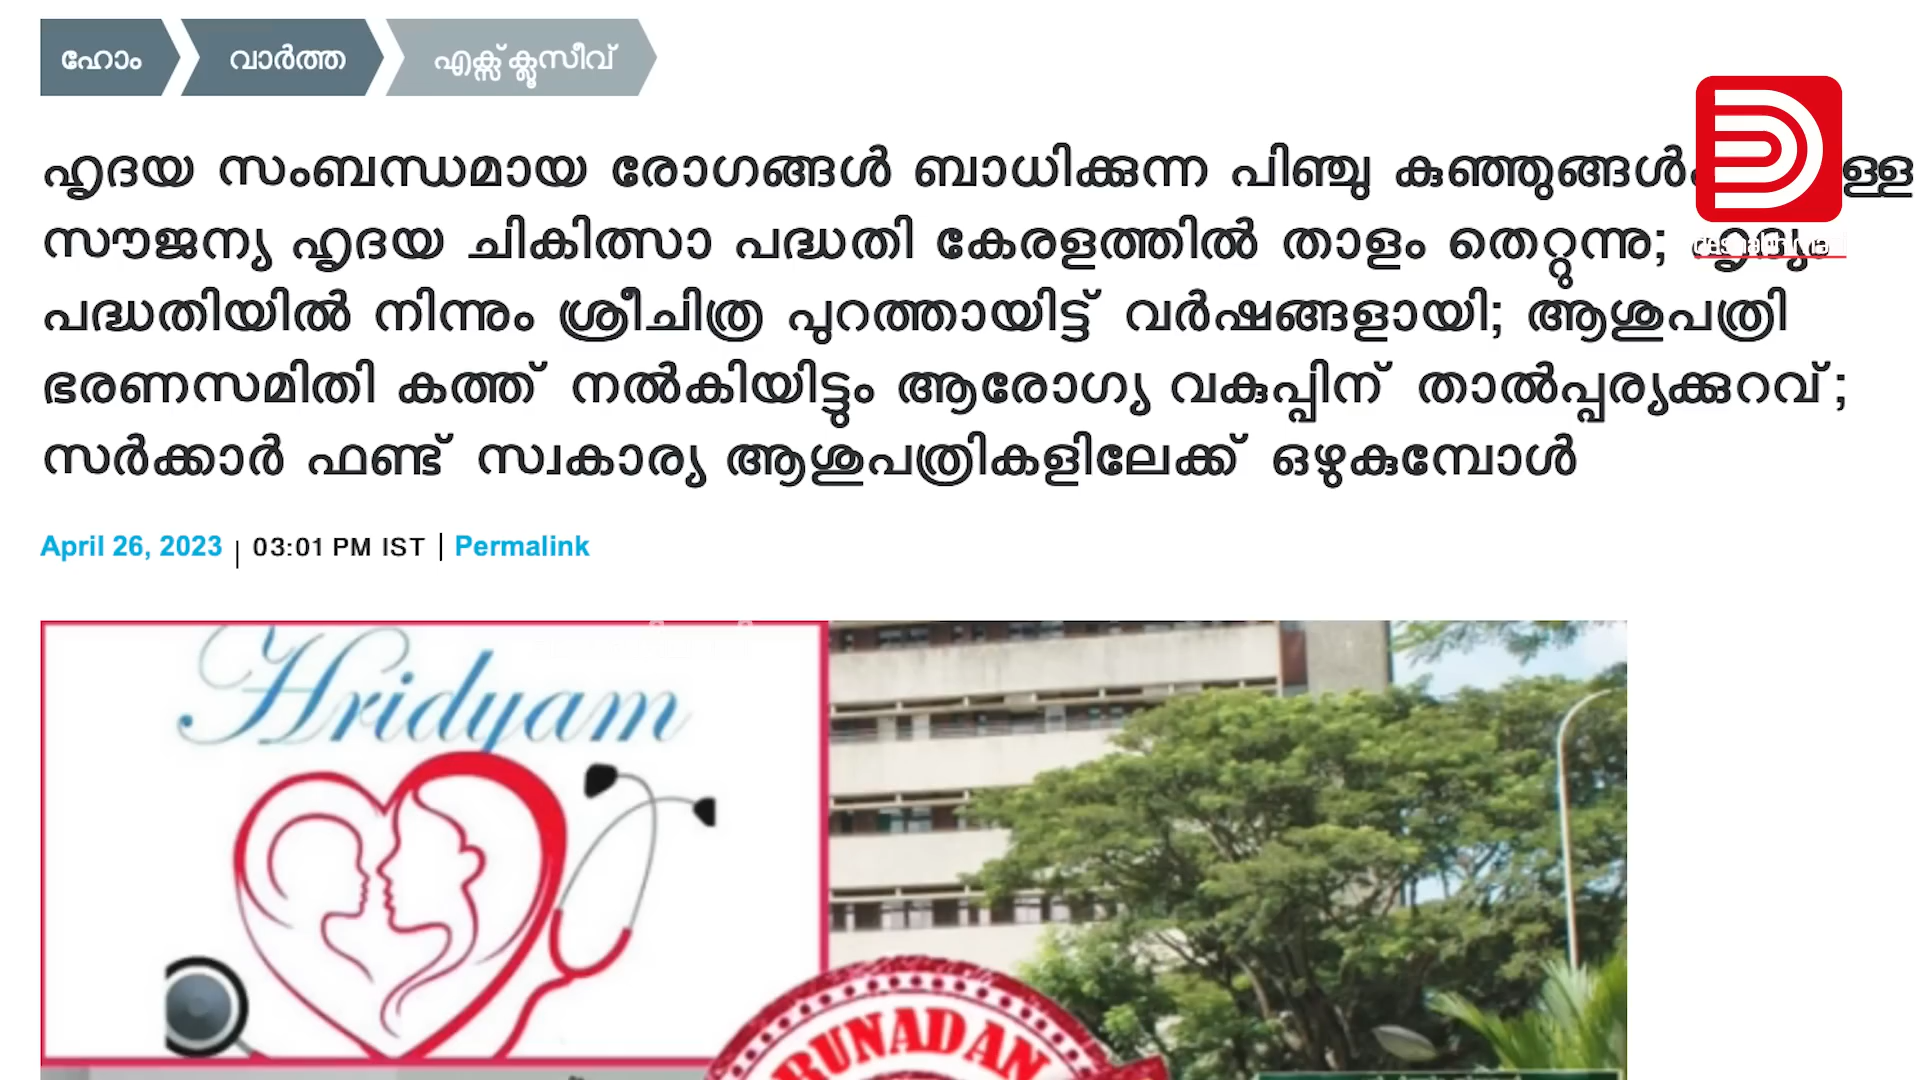 ഹോം വാർത്ത എക്സ്ക്ലൂസീവ്
ഹൃദയ സംബന്ധമായ രോഗങ്ങൾ ബാധിക്കുന്ന പിഞ്ചു
സൗജന്യ ഹൃദയ ചികിത്സാ പദ്ധതി കേരളത്തിൽ താളം തെറ്റുന്നു;
പദ്ധതിയിൽ നിന്നും ശ്രീചിത്ര പുറത്തായിട്ട് വർഷങ്ങളായി; ആശുപത്രി
ഭരണസമിതി കത്ത് നൽകിയിട്ടും ആരോഗ്യ വകുപ്പിന് താൽപ്പര്യക്കുറവ്;
സർക്കാർ ഫണ്ട് സ്വകാര്യ ആശുപത്രികളിലേക്ക് ഒഴുകുമ്പോൾ
April 26, 2023 | 03:01 PM IST | Permalink
Hridyam